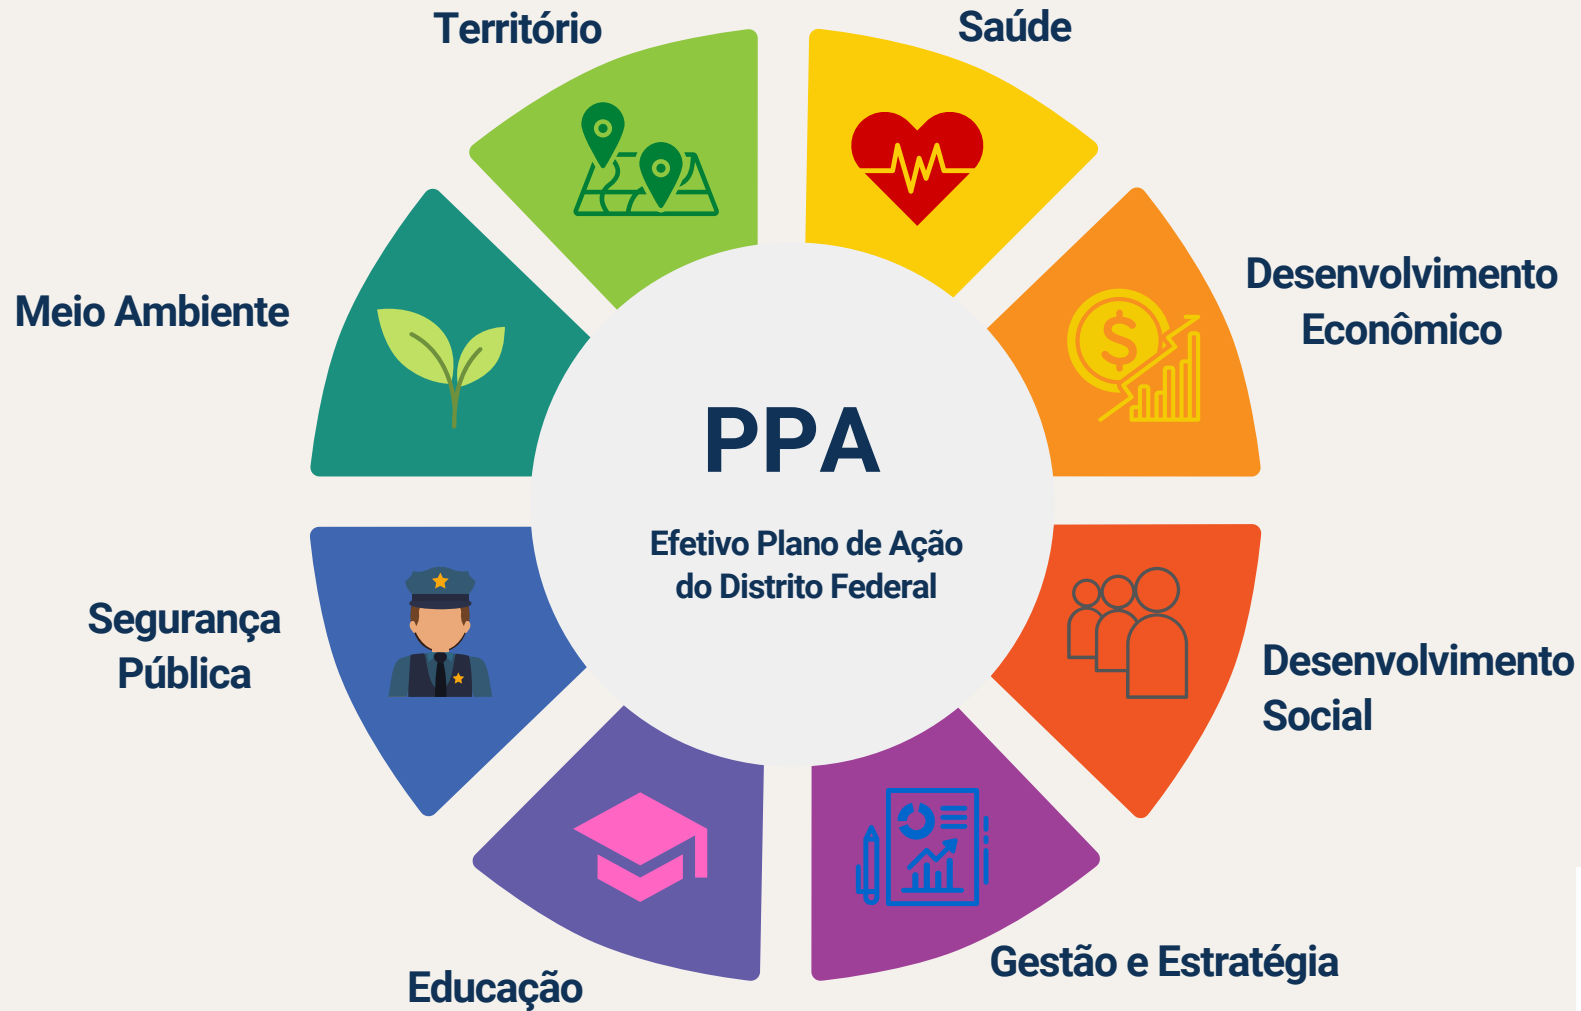 Território
Saúde
Meio Ambiente
Desenvolvimento
Econômico
PPA
Efetivo Plano de Ação
do Distrito Federal
Segurança
Pública
Desenvolvimento
Social
Educação
Gestão e Estratégia
$